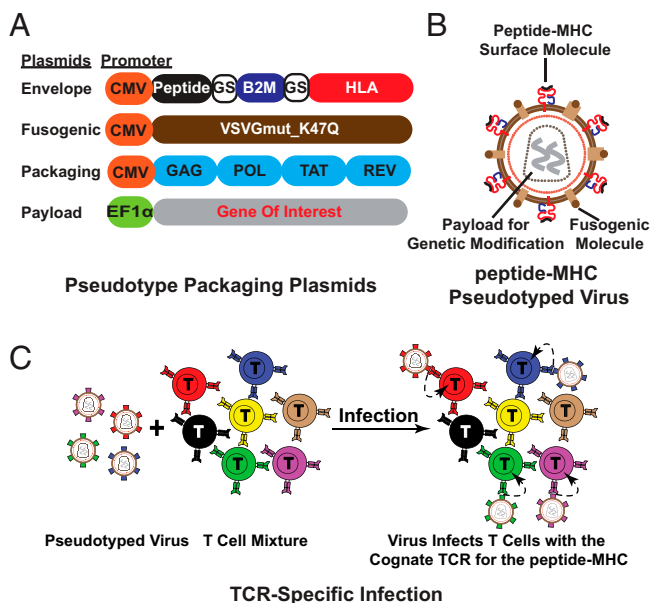 A
Plasmids Promoter
Envelope CMV Peptide GS B2M GS HLA
Fusogenic CMV VSVGmut_K47Q
Packaging CMV GAG POL TAT REV
Payload EF1α Gene Of Interest
Pseudotype Packaging Plasmids
B
Peptide-MHC
Surface Molecule
Payload for
Genetic Modification
Fusogenic
Molecule
peptide-MHC
Pseudotyped Virus
C
+
T T T T T T T
Infection
T T T T T T T
Pseudotyped Virus T Cell Mixture
Virus Infects T Cells with the
Cognate TCR for the peptide-MHC
TCR-Specific Infection